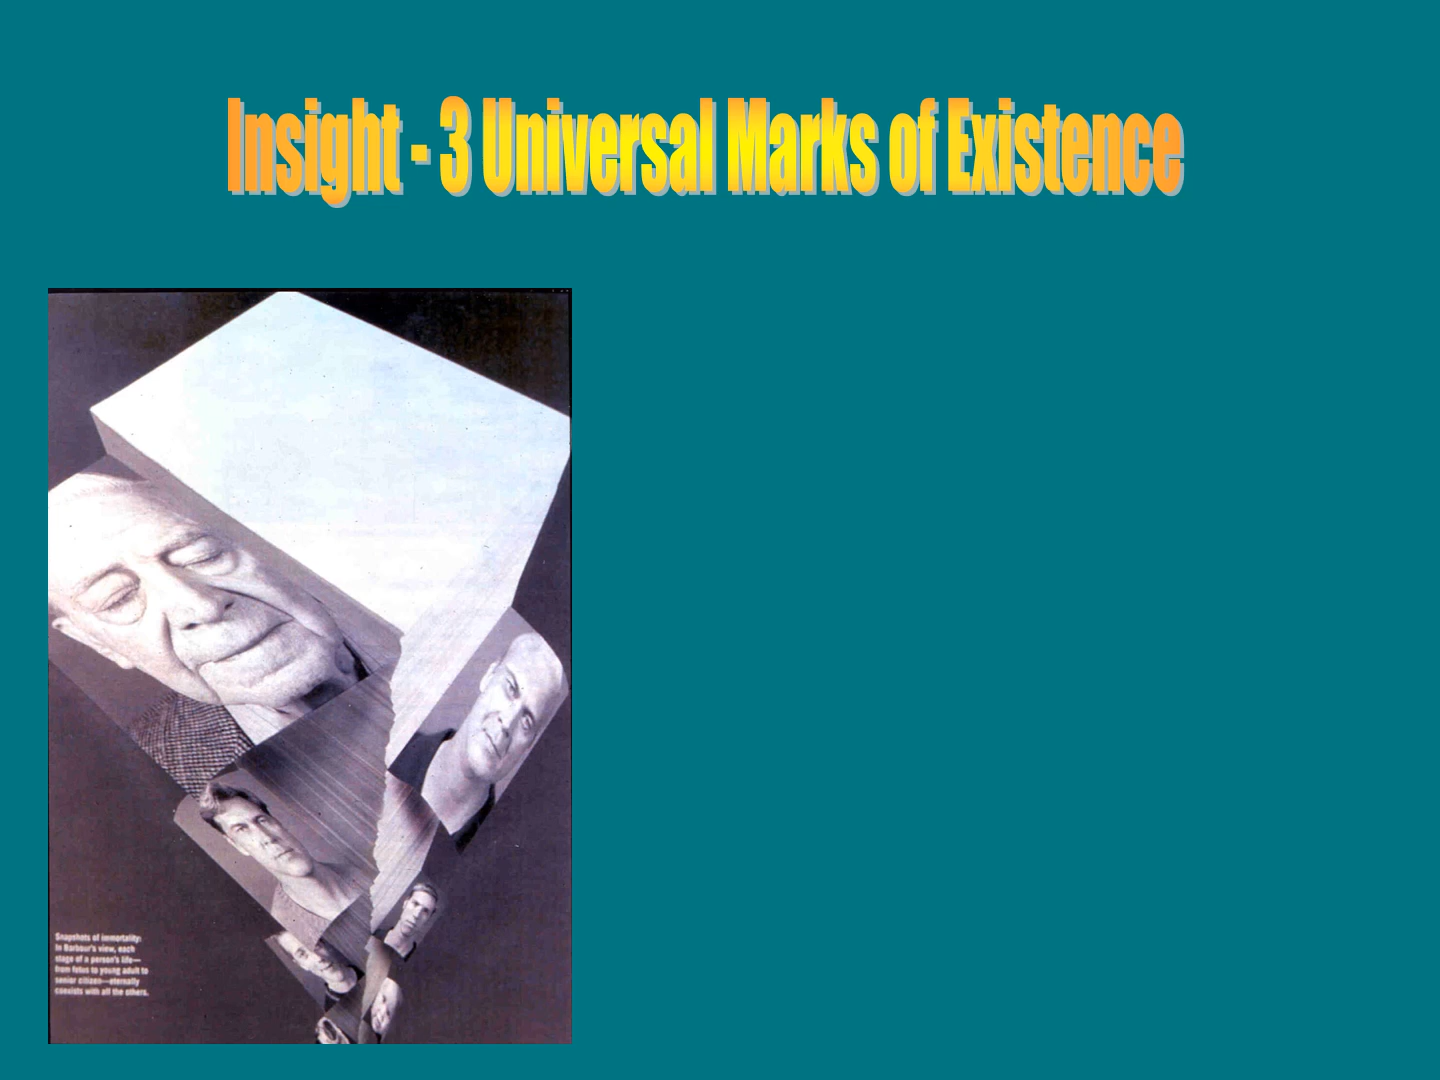 Insight - 3 Universal Marks of Existence
Snapshots of immortality:
In Barbour's view, each
stage of a person's life—
from fetus to young adult to
senior citizen—eternally
coexists with all the others.